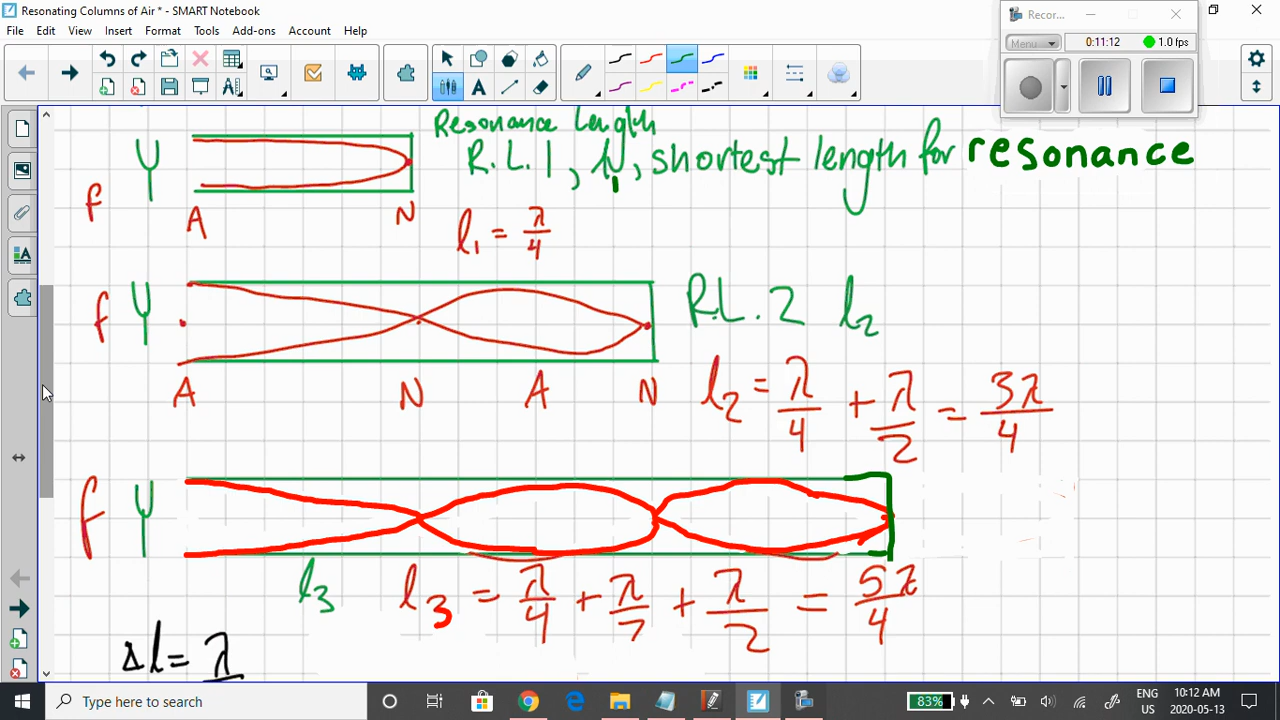 Resonating Columns of Air * - SMART Notebook
Recor...
File Edit View Insert Format Tools Add-ons Account Help
Menu
0:11:12
1.0 fps
Resonance Length
R.L.1, l1, shortest length for resonance
f
A N
l1 = λ/4
f
R.L.2 l2
A N A N
l2 = λ/4 + λ/2 = 3λ/4
f
l3
l3 = λ/4 + λ/2 + λ/2 = 5λ/4
Δl = λ
Type here to search
83%
ENG
US
10:12 AM
2020-05-13